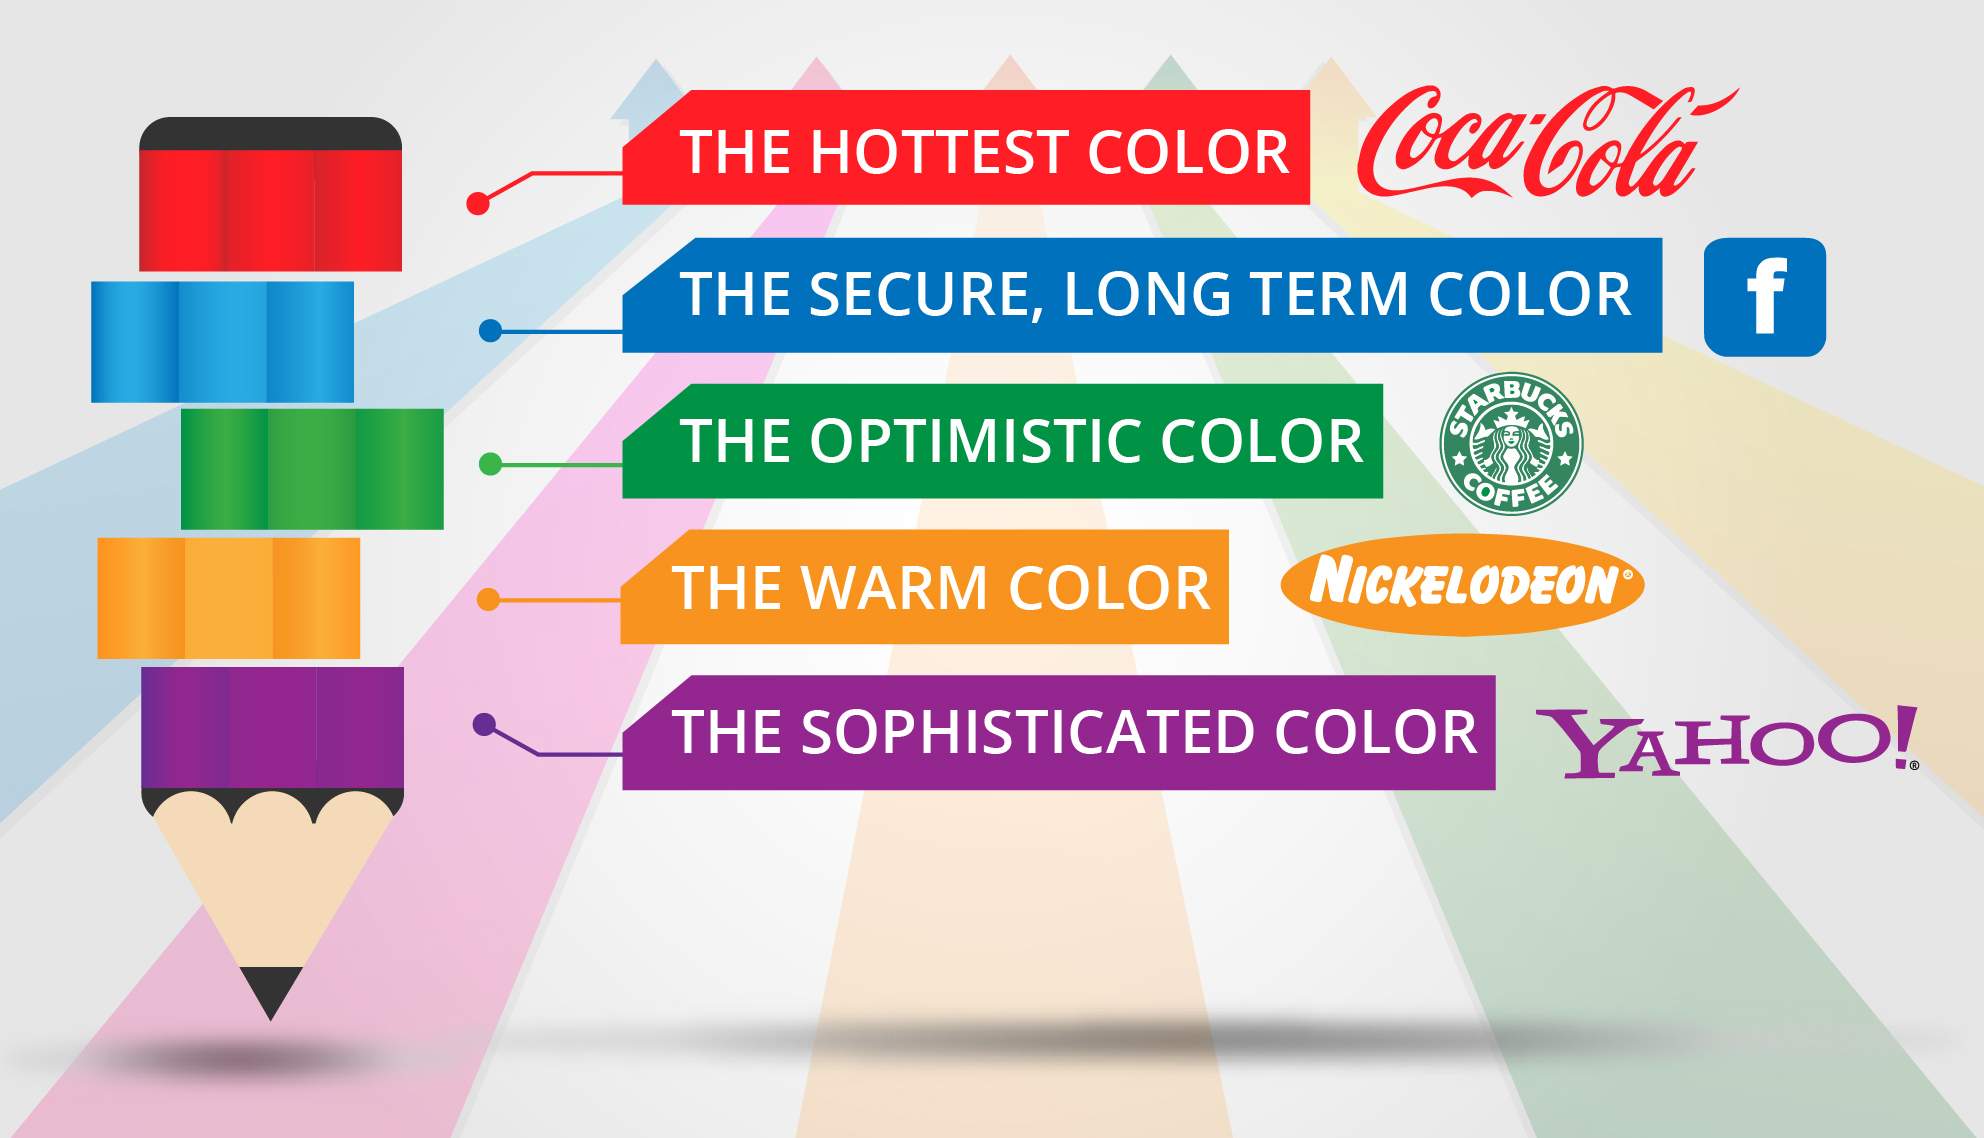 THE HOTTEST COLOR
Coca-Cola
THE SECURE, LONG TERM COLOR
f
THE OPTIMISTIC COLOR
STARBUCKS
COFFEE
THE WARM COLOR
NICKELODEON
THE SOPHISTICATED COLOR
YAHOO!®